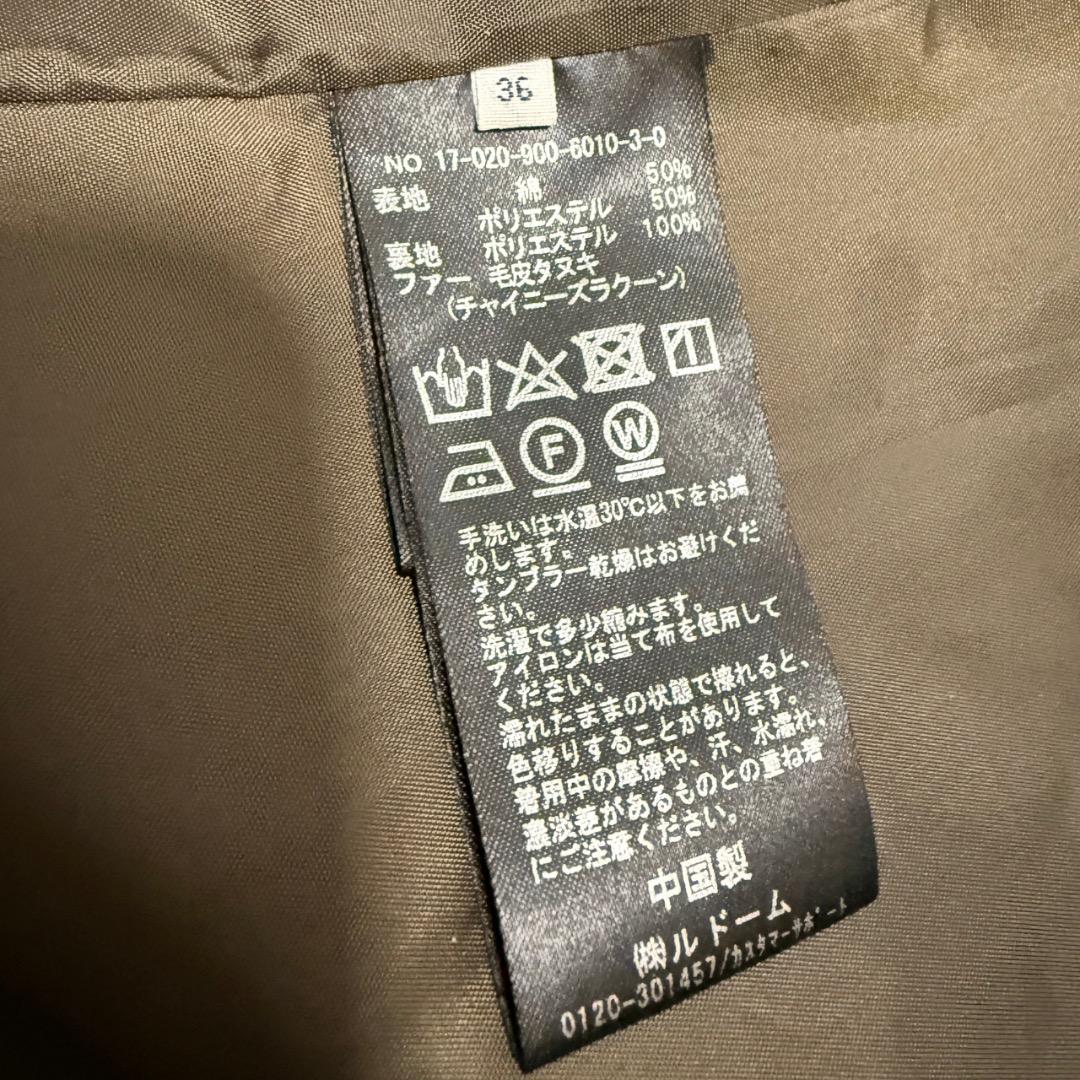 36
NO 17-020-900-6010-3-0
表地 綿 50%
ポリエステル 50%
裏地 ポリエステル 100%
ファー 毛皮タヌキ
(チャイニーズラクーン)
F W
手洗いは水温30℃以下をお薦
めします。
タンブラー乾燥はお避けくだ
さい。
洗濯で多少縮みます。
アイロンは当て布を使用して
ください。
濡れたままの状態で擦れると、
色移りすることがあります。
着用中の摩擦や、汗、水濡れ、
濃淡差があるものとの重ね着
にご注意ください。
中国製
㈱ルドーム
0120-301457/カスタマーサポート